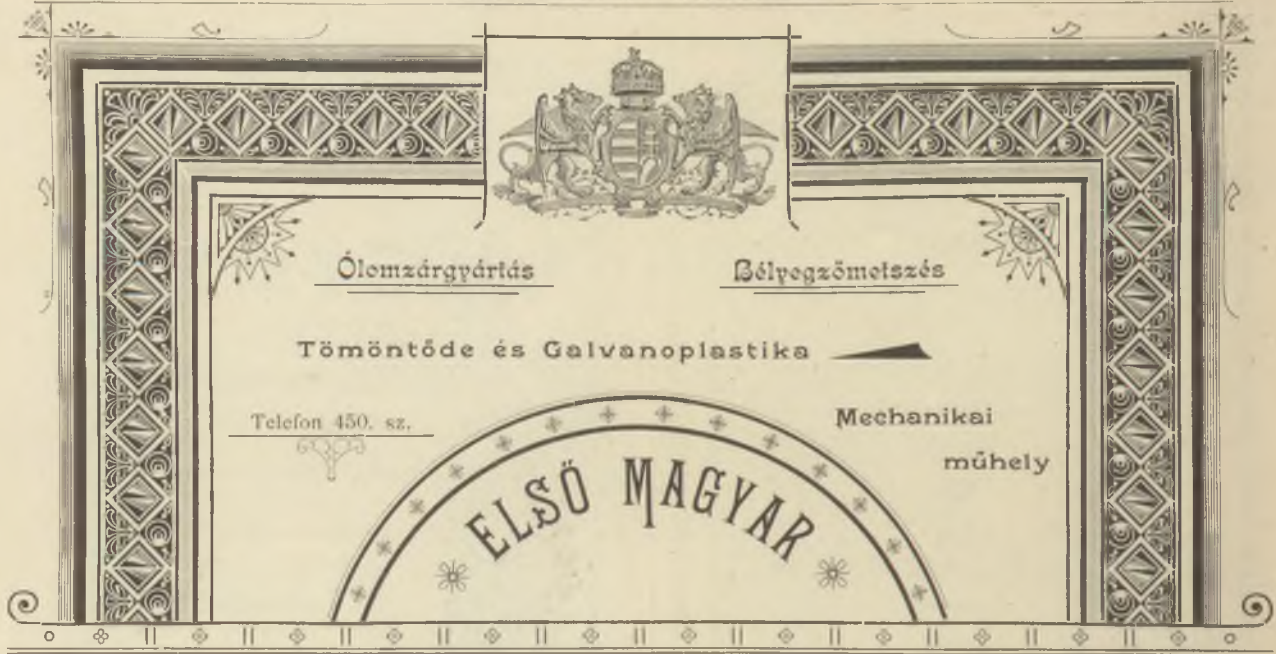 Ólomzárgyártás
Bélyegzőmetszés
Tömöntőde és Galvanoplastika
Telefon 450. sz.
Mechanikai
műhely
ELSŐ MAGYAR